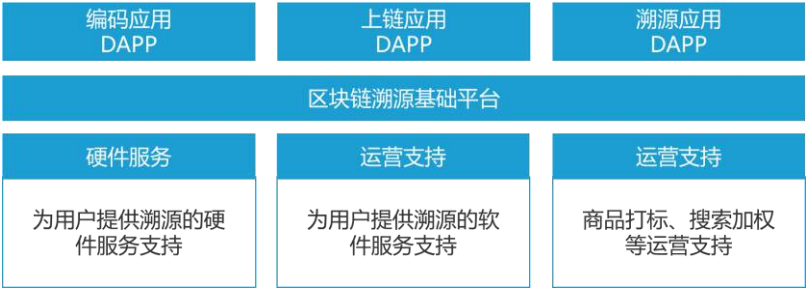 编码应用
DAPP
上链应用
DAPP
溯源应用
DAPP
区块链溯源基础平台
硬件服务
运营支持
运营支持
为用户提供溯源的硬
件服务支持
为用户提供溯源的软
件服务支持
商品打标、搜索加权
等运营支持